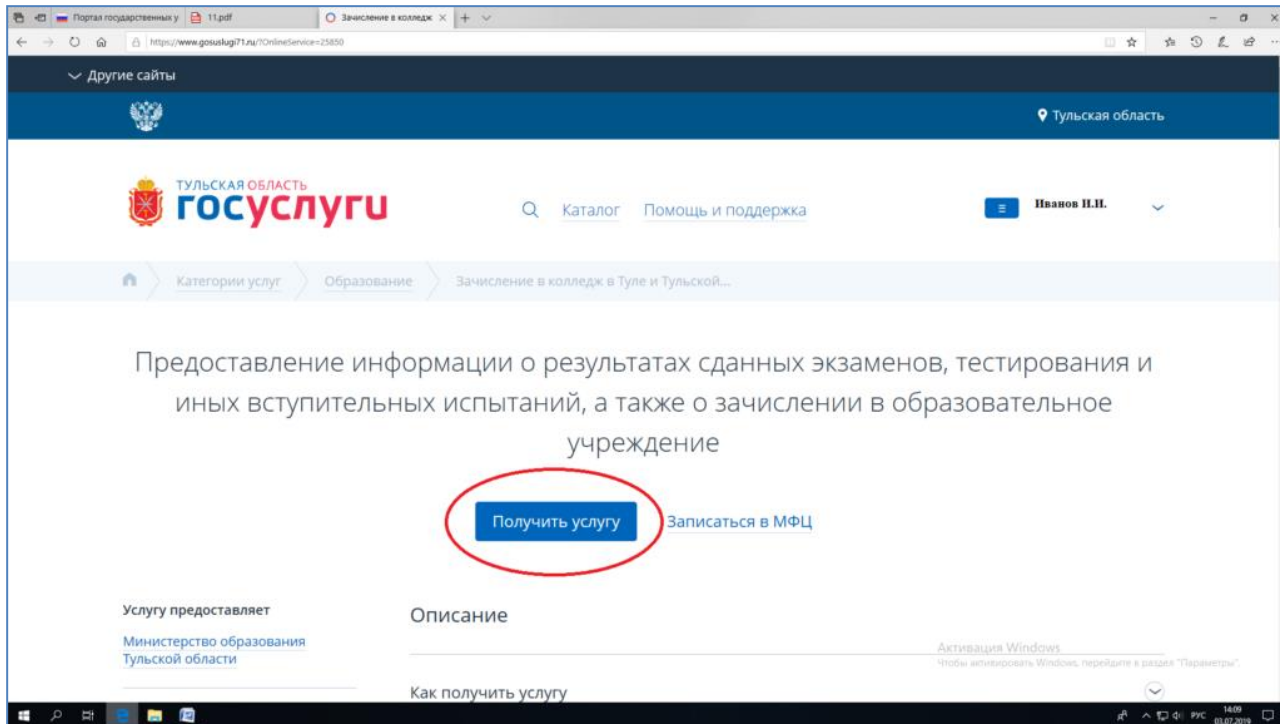 Портал государственных у
11.pdf
Зачисление в колледж
https://www.gosuslugi71.ru/?OnlineService=25850
Другие сайты
Тульская область
ТУЛЬСКАЯ ОБЛАСТЬ
госуслуги
Каталог
Помощь и поддержка
Иванов И.И.
Категории услуг
Образование
Зачисление в колледж в Туле и Тульской...
Предоставление информации о результатах сданных экзаменов, тестирования и
иных вступительных испытаний, а также о зачислении в образовательное
учреждение
Получить услугу
Записаться в МФЦ
Услугу предоставляет
Министерство образования
Тульской области
Описание
Как получить услугу
Активация Windows
Чтобы активировать Windows, перейдите в раздел "Параметры".
РУС
14:09
03.07.2019